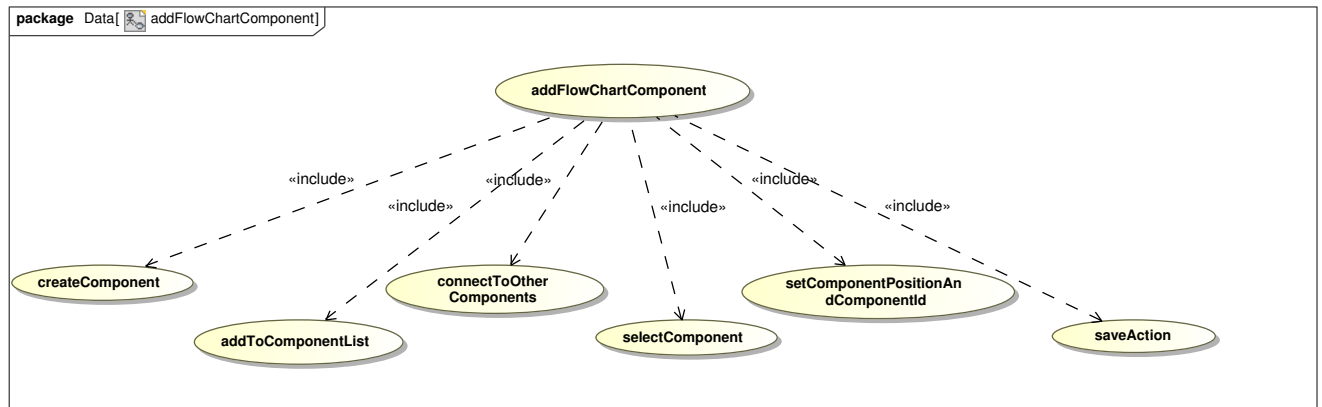 package Data[ addFlowChartComponent]
addFlowChartComponent
«include»
«include»
«include»
«include»
«include»
«include»
createComponent
connectToOther
Components
setComponentPositionAn
dComponentId
addToComponentList
selectComponent
saveAction